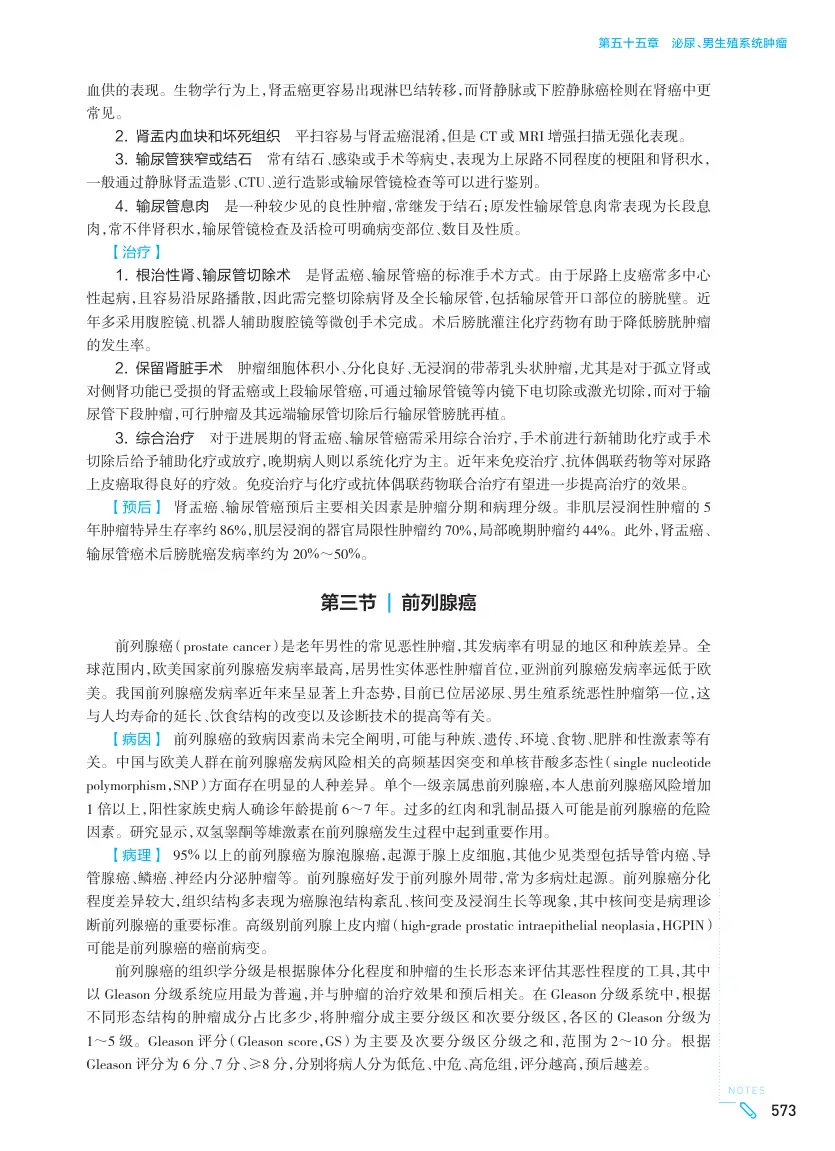 第五十五章 泌尿、男生殖系统肿瘤
血供的表现。生物学行为上,肾盂癌更容易出现淋巴结转移,而肾静脉或下腔静脉癌栓则在肾癌中更
常见。
2. 肾盂内血块和坏死组织 平扫容易与肾盂癌混淆,但是 CT 或 MRI 增强扫描无强化表现。
3. 输尿管狭窄或结石 常有结石、感染或手术等病史,表现为上尿路不同程度的梗阻和肾积水,
一般通过静脉肾盂造影、CTU、逆行造影或输尿管镜检查等可以进行鉴别。
4. 输尿管息肉 是一种较少见的良性肿瘤,常继发于结石;原发性输尿管息肉常表现为长段息
肉,常不伴肾积水,输尿管镜检查及活检可明确病变部位、数目及性质。
【治疗】
1. 根治性肾、输尿管切除术 是肾盂癌、输尿管癌的标准手术方式。由于尿路上皮癌常多中心
性起病,且容易沿尿路播散,因此需完整切除病肾及全长输尿管,包括输尿管开口部位的膀胱壁。近
年多采用腹腔镜、机器人辅助腹腔镜等微创手术完成。术后膀胱灌注化疗药物有助于降低膀胱肿瘤
的发生率。
2. 保留肾脏手术 肿瘤细胞体积小、分化良好、无浸润的带蒂乳头状肿瘤,尤其是对于孤立肾或
对侧肾功能已受损的肾盂癌或上段输尿管癌,可通过输尿管镜等内镜下电切除或激光切除,而对于输
尿管下段肿瘤,可行肿瘤及其远端输尿管切除后行输尿管膀胱再植。
3. 综合治疗 对于进展期的肾盂癌、输尿管癌需采用综合治疗,手术前进行新辅助化疗或手术
切除后给予辅助化疗或放疗,晚期病人则以系统化疗为主。近年来免疫治疗、抗体偶联药物等对尿路
上皮癌取得良好的疗效。免疫治疗与化疗或抗体偶联药物联合治疗有望进一步提高治疗的效果。
【预后】 肾盂癌、输尿管癌预后主要相关因素是肿瘤分期和病理分级。非肌层浸润性肿瘤的 5
年肿瘤特异生存率约 86%,肌层浸润的器官局限性肿瘤约 70%,局部晚期肿瘤约 44%。此外,肾盂癌、
输尿管癌术后膀胱癌发病率约为 20%～50%。
第三节 | 前列腺癌
前列腺癌(prostate cancer)是老年男性的常见恶性肿瘤,其发病率有明显的地区和种族差异。全
球范围内,欧美国家前列腺癌发病率最高,居男性实体恶性肿瘤首位,亚洲前列腺癌发病率远低于欧
美。我国前列腺癌发病率近年来呈显著上升态势,目前已位居泌尿、男生殖系统恶性肿瘤第一位,这
与人均寿命的延长、饮食结构的改变以及诊断技术的提高等有关。
【病因】 前列腺癌的致病因素尚未完全阐明,可能与种族、遗传、环境、食物、肥胖和性激素等有
关。中国与欧美人群在前列腺癌发病风险相关的高频基因突变和单核苷酸多态性(single nucleotide
polymorphism,SNP)方面存在明显的人种差异。单个一级亲属患前列腺癌,本人患前列腺癌风险增加
1 倍以上,阳性家族史病人确诊年龄提前 6～7 年。过多的红肉和乳制品摄入可能是前列腺癌的危险
因素。研究显示,双氢睾酮等雄激素在前列腺癌发生过程中起到重要作用。
【病理】 95% 以上的前列腺癌为腺泡腺癌,起源于腺上皮细胞,其他少见类型包括导管内癌、导
管腺癌、鳞癌、神经内分泌肿瘤等。前列腺癌好发于前列腺外周带,常为多病灶起源。前列腺癌分化
程度差异较大,组织结构多表现为癌腺泡结构紊乱、核间变及浸润生长等现象,其中核间变是病理诊
断前列腺癌的重要标准。高级别前列腺上皮内瘤(high-grade prostatic intraepithelial neoplasia,HGPIN)
可能是前列腺癌的癌前病变。
前列腺癌的组织学分级是根据腺体分化程度和肿瘤的生长形态来评估其恶性程度的工具,其中
以 Gleason 分级系统应用最为普遍,并与肿瘤的治疗效果和预后相关。在 Gleason 分级系统中,根据
不同形态结构的肿瘤成分占比多少,将肿瘤分成主要分级区和次要分级区,各区的 Gleason 分级为
1～5 级。Gleason 评分(Gleason score,GS)为主要及次要分级区分级之和,范围为 2～10 分。根据
Gleason 评分为 6 分、7 分、≥8 分,分别将病人分为低危、中危、高危组,评分越高,预后越差。
NOTES
573